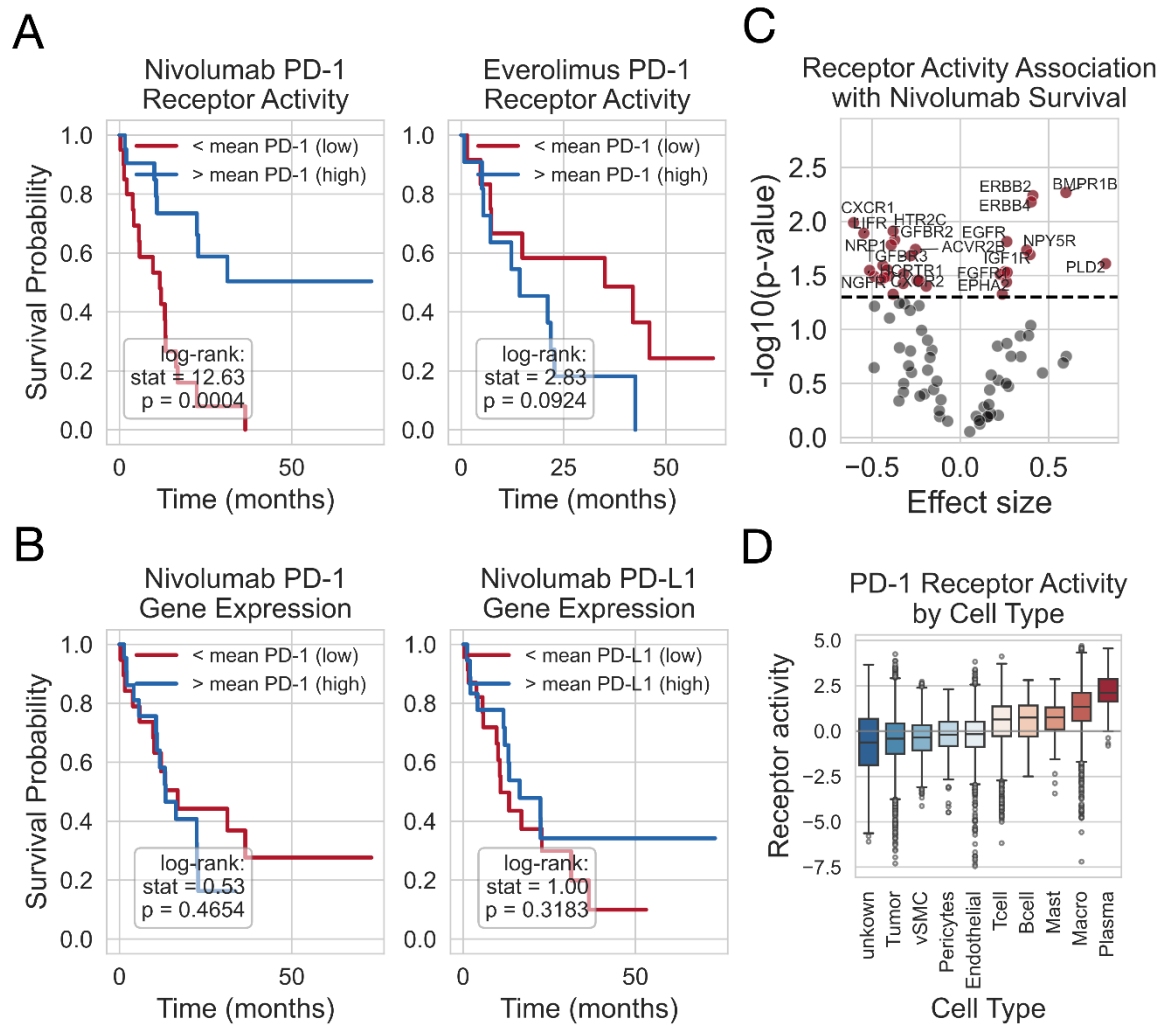 A
Nivolumab PD-1
Receptor Activity
1.0
0.8
0.6
0.4
0.2
0.0
Survival Probability
< mean PD-1 (low)
> mean PD-1 (high)
log-rank:
stat = 12.63
p = 0.0004
0 50
Time (months)
Everolimus PD-1
Receptor Activity
< mean PD-1 (low)
> mean PD-1 (high)
log-rank:
stat = 2.83
p = 0.0924
0 25 50
Time (months)
B
Nivolumab PD-1
Gene Expression
1.0
0.8
0.6
0.4
0.2
0.0
Survival Probability
< mean PD-1 (low)
> mean PD-1 (high)
log-rank:
stat = 0.53
p = 0.4654
0 50
Time (months)
Nivolumab PD-L1
Gene Expression
< mean PD-L1 (low)
> mean PD-L1 (high)
log-rank:
stat = 1.00
p = 0.3183
0 50
Time (months)
C
Receptor Activity Association
with Nivolumab Survival
2.5
2.0
1.5
1.0
0.5
0.0
-log10(p-value)
ERBB2
BMPR1B
ERBB4
CXCR1
HTR2C
LIFR
TGFBR2
EGFR
NRP1
ACVR2B
NPY5R
TGFBR3
IGF1R
PLD2
HCRTR1
FGFR1
NGFR
CXCR2
EPHA2
−0.5 0.0 0.5
Effect size
D
PD-1 Receptor Activity
by Cell Type
5.0
2.5
0.0
−2.5
−5.0
−7.5
Receptor activity
unkown
Tumor
vSMC
Pericytes
Endothelial
Tcell
Bcell
Mast
Macro
Plasma
Cell Type